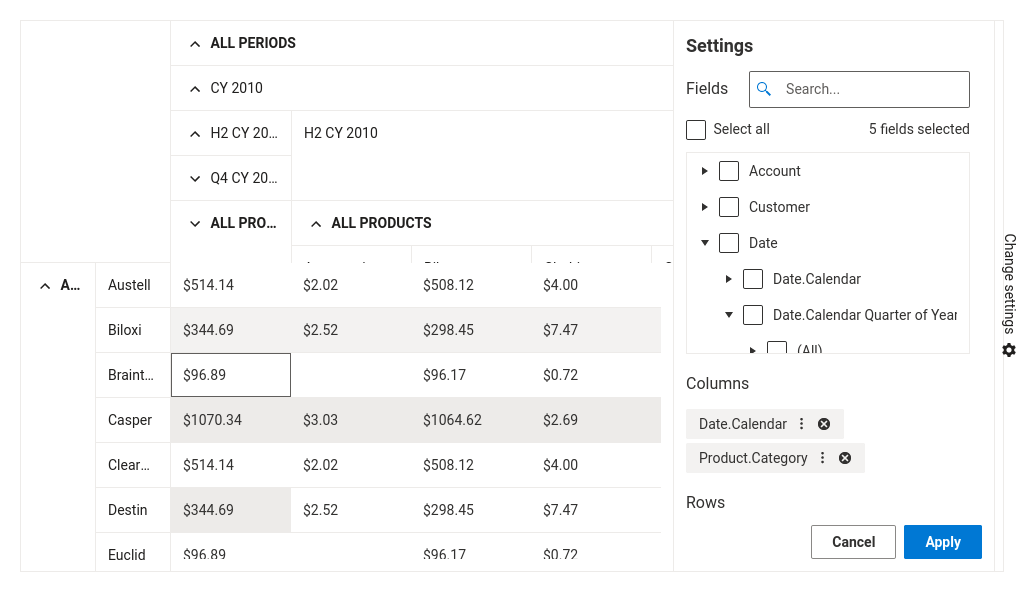 ALL PERIODS
CY 2010
H2 CY 20...
H2 CY 2010
Q4 CY 20...
ALL PRO...
ALL PRODUCTS
A...
Austell
$514.14
$2.02
$508.12
$4.00
Biloxi
$344.69
$2.52
$298.45
$7.47
Braint...
$96.89
$96.17
$0.72
Casper
$1070.34
$3.03
$1064.62
$2.69
Clear...
$514.14
$2.02
$508.12
$4.00
Destin
$344.69
$2.52
$298.45
$7.47
Euclid
$96.89
$96.17
$0.72
Settings
Fields
Search...
Select all
5 fields selected
Account
Customer
Date
Date.Calendar
Date.Calendar Quarter of Year
(All)
Columns
Date.Calendar
Product.Category
Rows
Cancel
Apply
Change settings